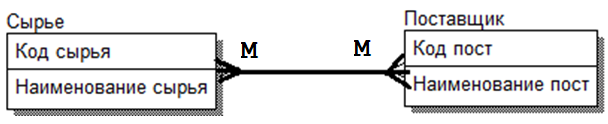 Сырье
Код сырья
Наименование сырья
М
М
Поставщик
Код пост
Наименование пост